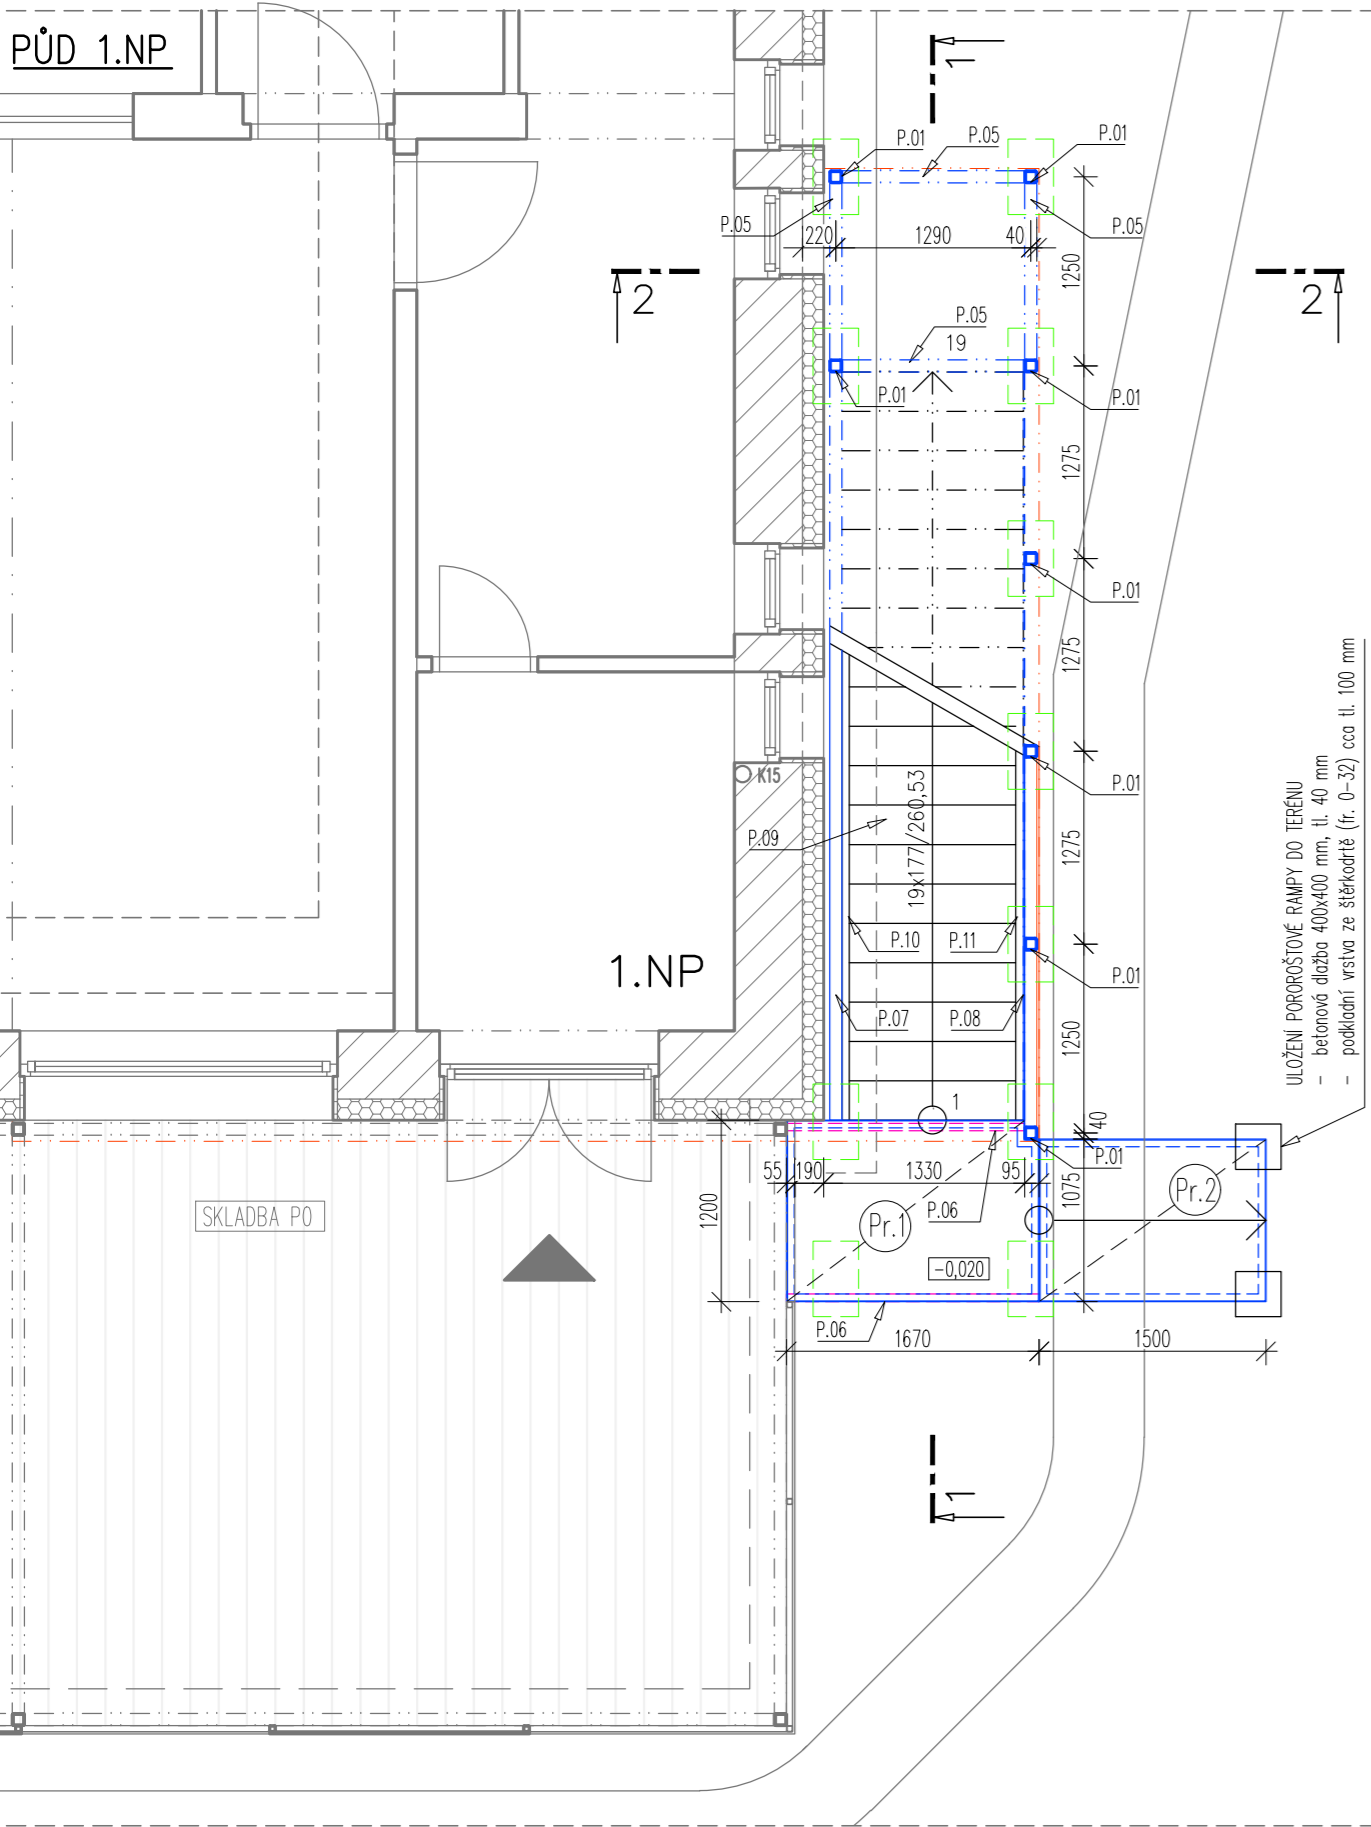 PŮD 1.NP
1
P.01
P.05
P.01
P.05
220
1290
40
P.05
1250
2
2
P.05
19
P.01
P.01
1275
P.01
1275
K15
P.01
P.09
19x177/260,53
1275
P.10
P.11
1.NP
P.01
P.07
P.08
1250
1
40
P.01
55
190
1330
95
1075
Pr.2
SKLADBA PO
1200
Pr.1
P.06
-0,020
P.06
1670
1500
1
ULOŽENÍ POROROŠTOVÉ RAMPY DO TERÉNU
- betonová dlažba 400x400 mm, tl. 40 mm
- podkladní vrstva ze štěrkodrtě (fr. 0-32) cca tl. 100 mm